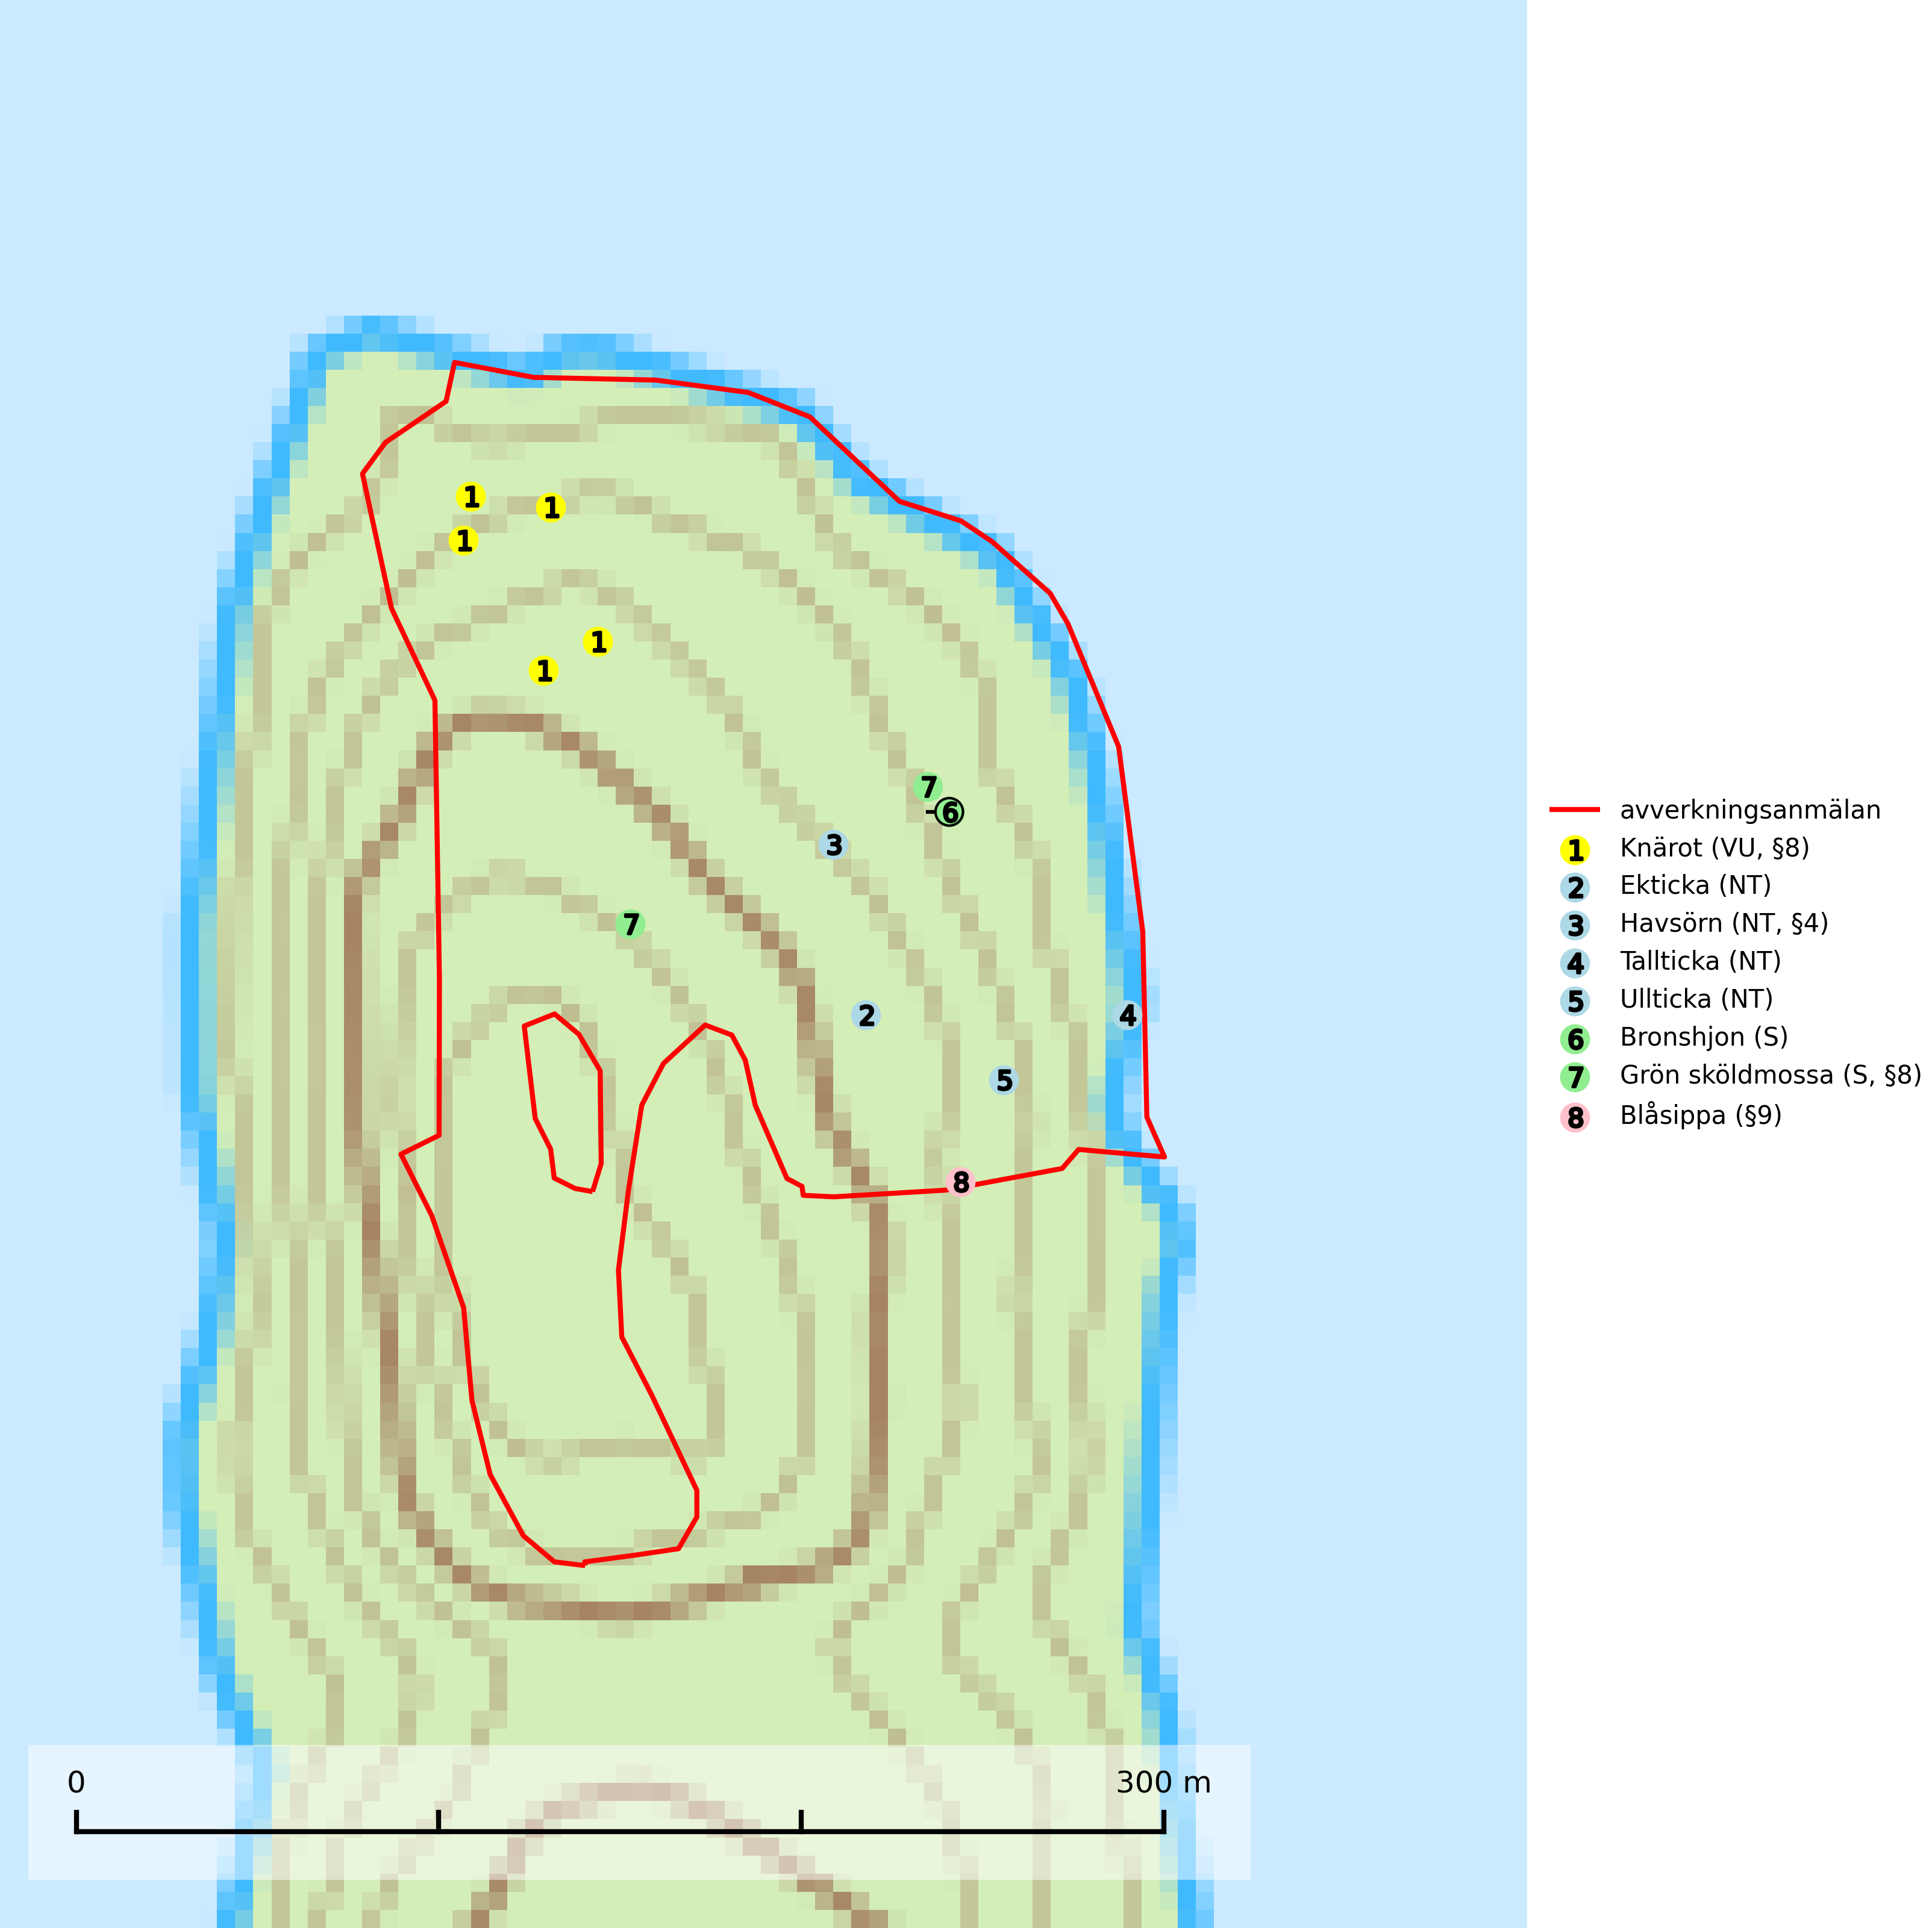 1
1
1
1
1
7
6
3
7
2
4
5
8
avverkningsanmälan
1 Knärot (VU, §8)
2 Ekticka (NT)
3 Havsörn (NT, §4)
4 Tallticka (NT)
5 Ullticka (NT)
6 Bronshjon (S)
7 Grön sköldmossa (S, §8)
8 Blåsippa (§9)
0 300 m